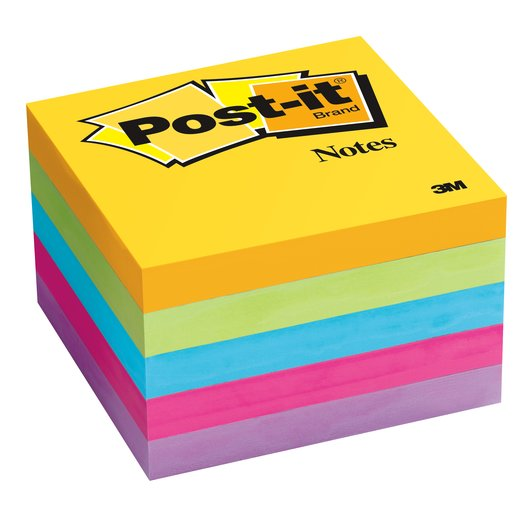 Post-it®
Brand
Notes
3M